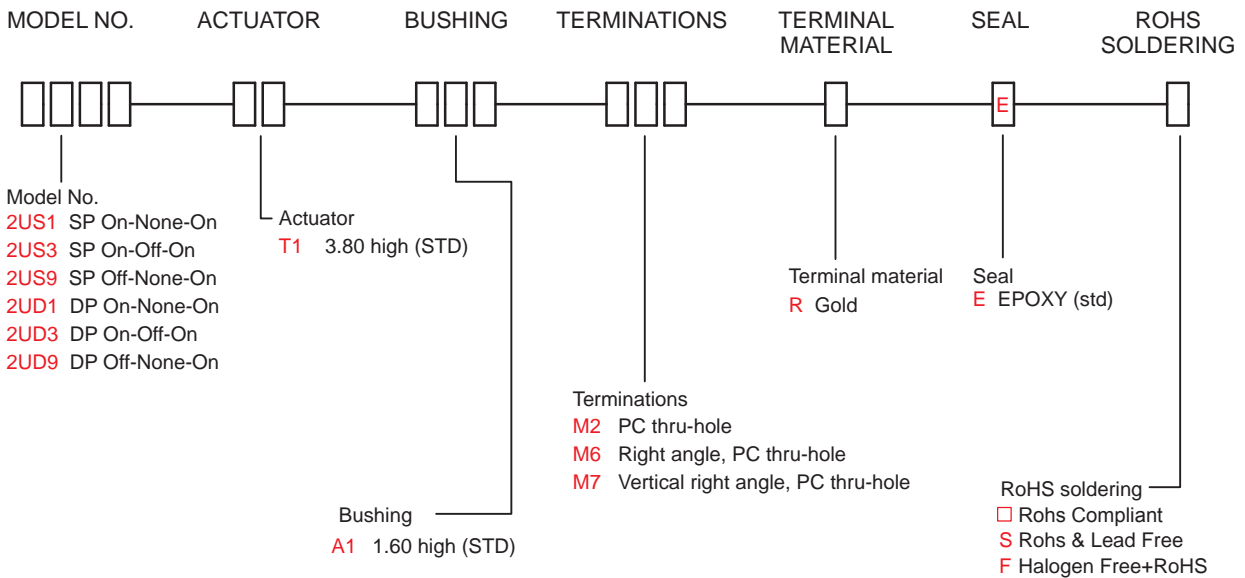 MODEL NO. ACTUATOR BUSHING TERMINATIONS TERMINAL MATERIAL SEAL ROHS SOLDERING
E
Model No.
2US1 SP On-None-On
2US3 SP On-Off-On
2US9 SP Off-None-On
2UD1 DP On-None-On
2UD3 DP On-Off-On
2UD9 DP Off-None-On
Actuator
T1 3.80 high (STD)
Bushing
A1 1.60 high (STD)
Terminations
M2 PC thru-hole
M6 Right angle, PC thru-hole
M7 Vertical right angle, PC thru-hole
Terminal material
R Gold
Seal
E EPOXY (std)
RoHS soldering
□ Rohs Compliant
S Rohs & Lead Free
F Halogen Free+RoHS